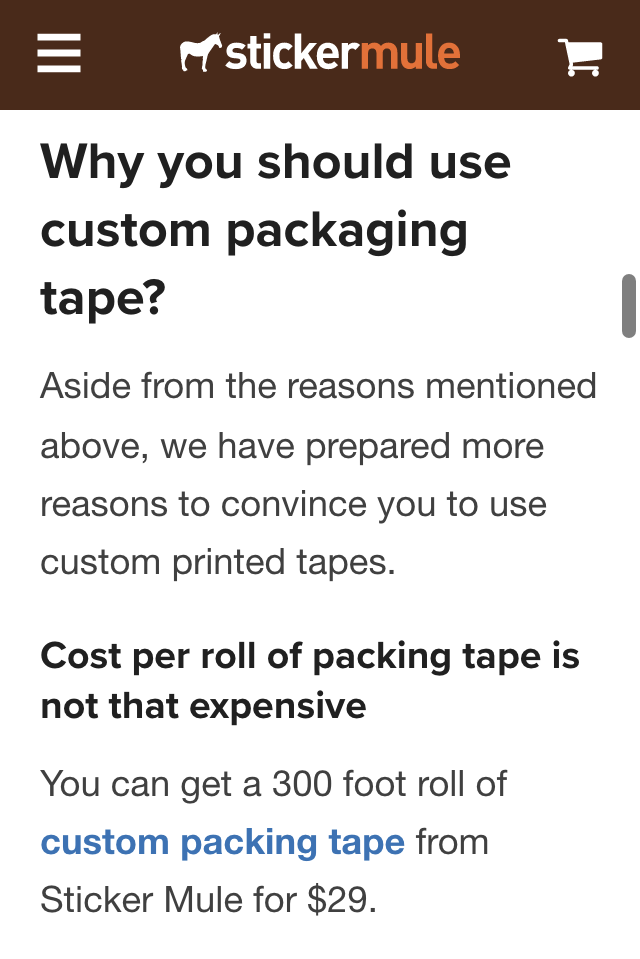 stickermule
Why you should use
custom packaging
tape?
Aside from the reasons mentioned
above, we have prepared more
reasons to convince you to use
custom printed tapes.
Cost per roll of packing tape is
not that expensive
You can get a 300 foot roll of
custom packing tape from
Sticker Mule for $29.